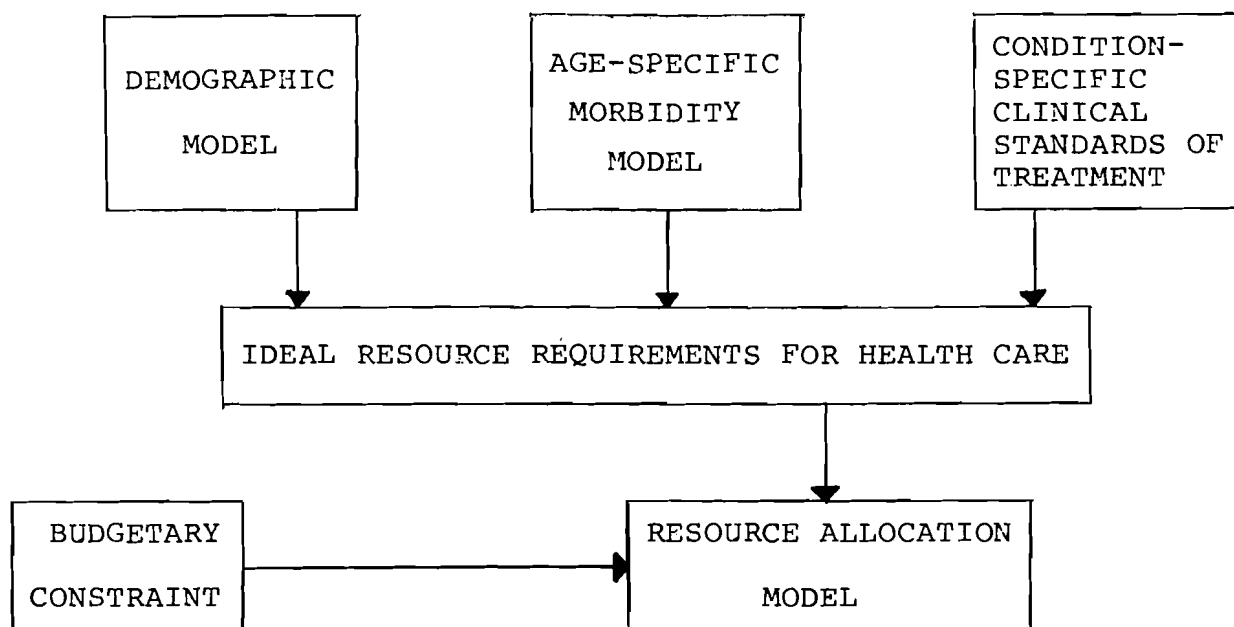 DEMOGRAPHIC
MODEL
AGE-SPECIFIC
MORBIDITY
MODEL
CONDITION-
SPECIFIC
CLINICAL
STANDARDS OF
TREATMENT
IDEAL RESOURCE REQUIREMENTS FOR HEALTH CARE
BUDGETARY
CONSTRAINT
RESOURCE ALLOCATION
MODEL